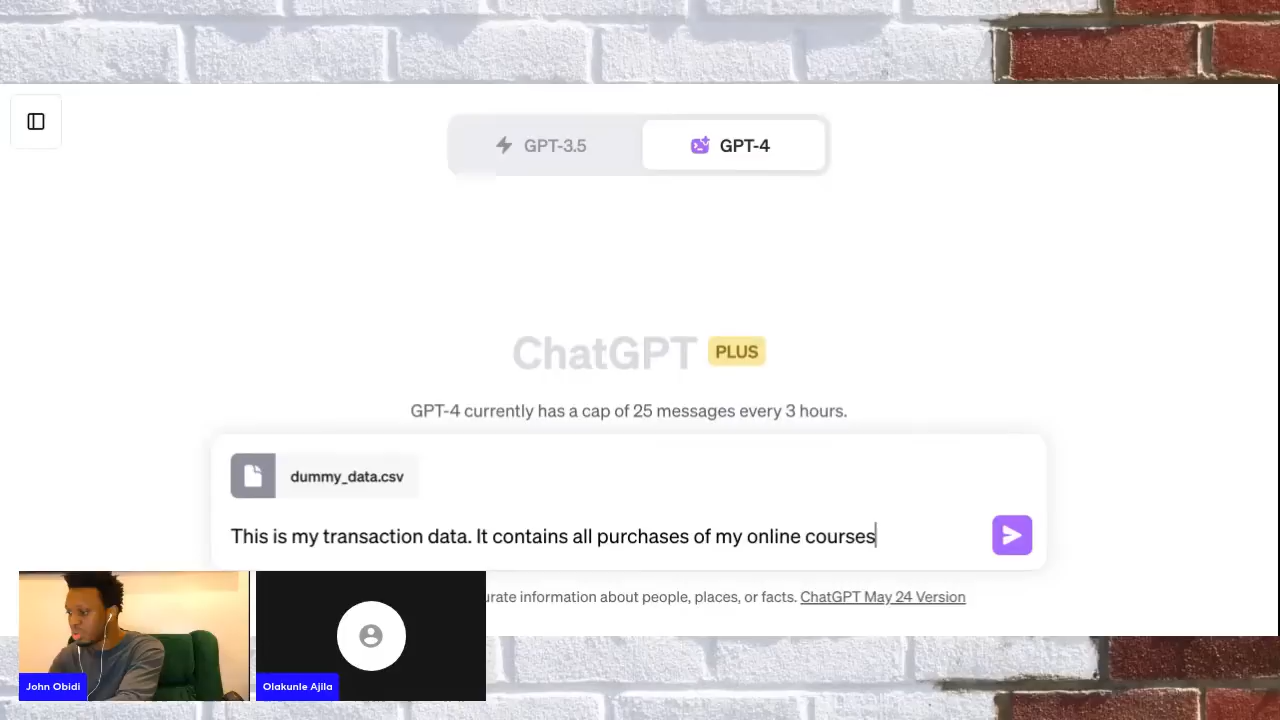 GPT-3.5
GPT-4
ChatGPT PLUS
GPT-4 currently has a cap of 25 messages every 3 hours.
dummy_data.csv
This is my transaction data. It contains all purchases of my online courses
information about people, places, or facts. ChatGPT May 24 Version
John Obidi
Olakunle Ajila